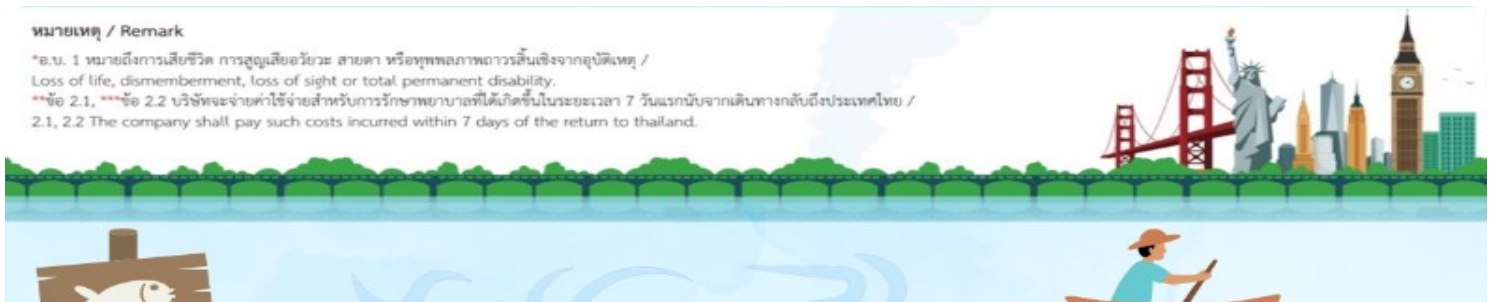 หมายเหตุ / Remark
*อ.บ. 1 หมายถึงการเสียชีวิต การสูญเสียอวัยวะ สายตา หรือทุพพลภาพถาวรสิ้นเชิงจากอุบัติเหตุ /
Loss of life, dismemberment, loss of sight or total permanent disability.
**ข้อ 2.1, ***ข้อ 2.2 บริษัทจะจ่ายค่าใช้จ่ายสำหรับการรักษาพยาบาลที่ได้เกิดขึ้นในระยะเวลา 7 วันแรกนับจากเดินทางกลับถึงประเทศไทย /
2.1, 2.2 The company shall pay such costs incurred within 7 days of the return to thailand.